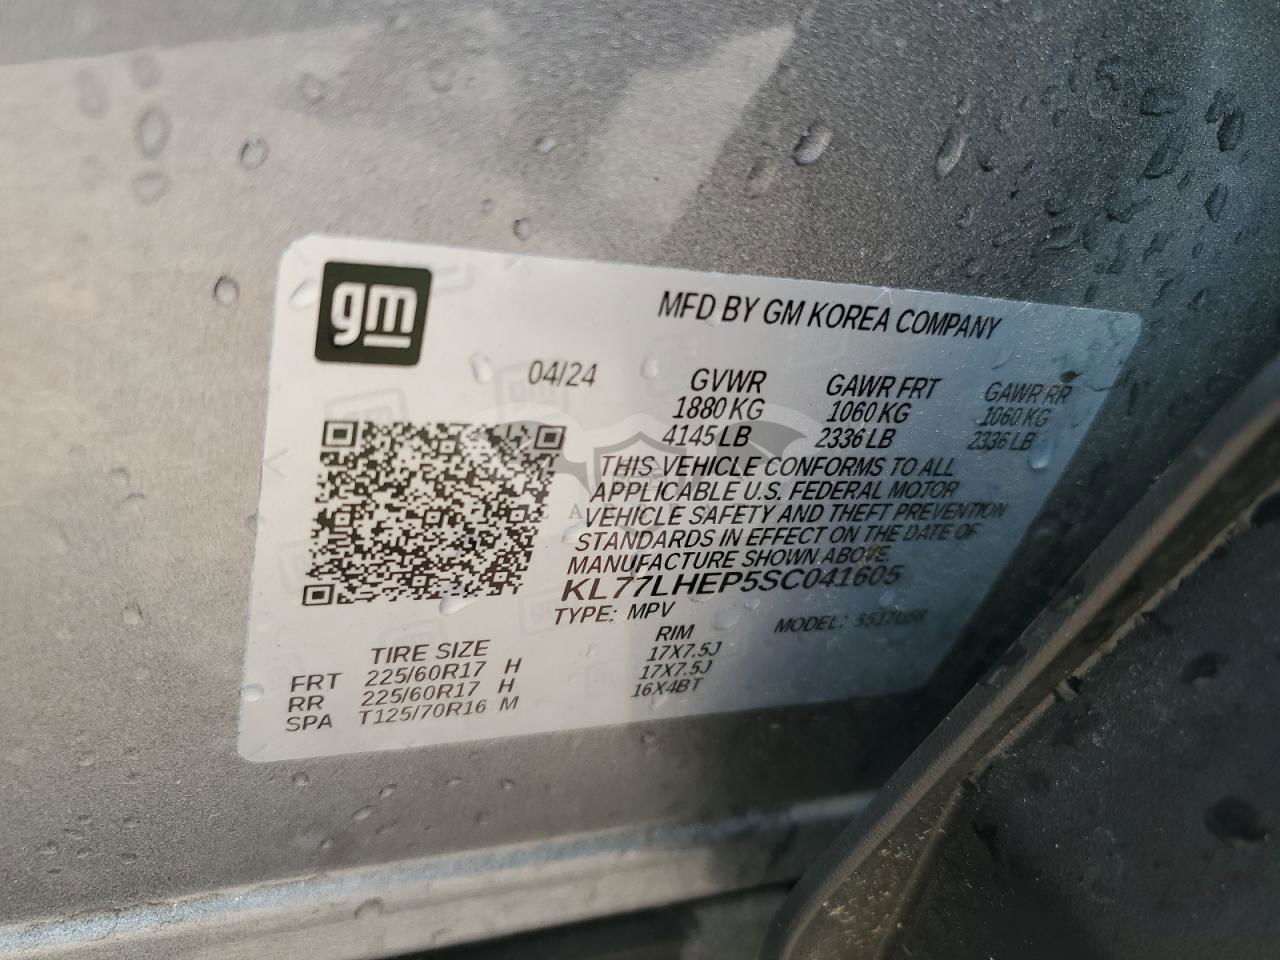 gm
MFD BY GM KOREA COMPANY
04/24 GVWR GAWR FRT GAWR RR
1880 KG 1060 KG 1060 KG
4145 LB 2336 LB 2336 LB
THIS VEHICLE CONFORMS TO ALL
APPLICABLE U.S. FEDERAL MOTOR
VEHICLE SAFETY AND THEFT PREVENTION
STANDARDS IN EFFECT ON THE DATE OF
MANUFACTURE SHOWN ABOVE.
KL77LHEP5SC041605
TYPE: MPV MODEL:
TIRE SIZE RIM
FRT 225/60R17 H 17X7.5J
RR 225/60R17 H 17X7.5J
SPA T125/70R16 M 16X4BT